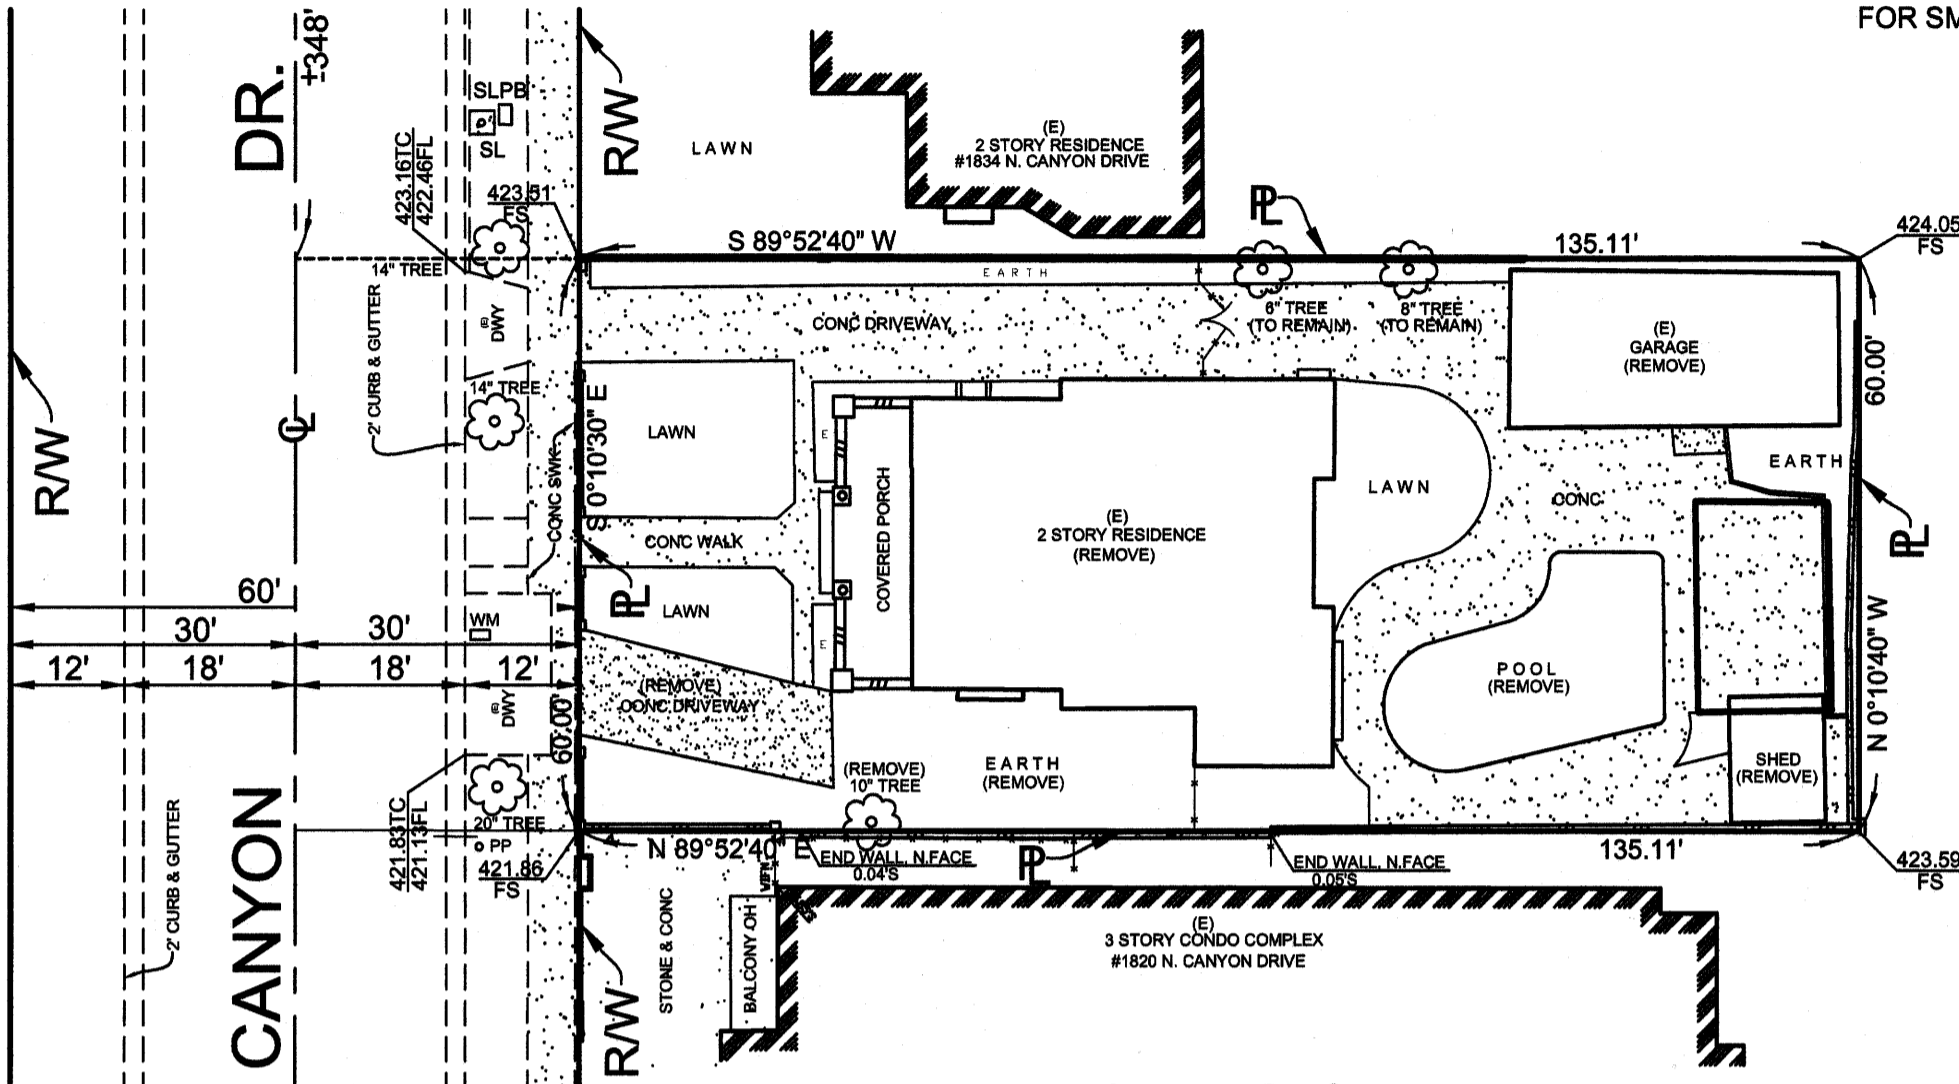 FOR SM
DR.
±348'
SLPB
SL
423.16TC
422.46FL
423.51
FS
R/W
LAWN
(E)
2 STORY RESIDENCE
#1834 N. CANYON DRIVE
PL
S 89°52'40" W
135.11'
424.05
FS
14" TREE
EARTH
2' CURB & GUTTER
(E)
DWY
CONC DRIVEWAY
6" TREE
(TO REMAIN)
8" TREE
(TO REMAIN)
(E)
GARAGE
(REMOVE)
60.00'
14" TREE
R/W
CL
CONC SWK
S 0°10'30" E
LAWN
E
COVERED PORCH
(E)
2 STORY RESIDENCE
(REMOVE)
LAWN
CONC
EARTH
PL
CONC WALK
60'
PL
LAWN
E
WM
30'
30'
12'
18'
18'
12'
(E)
DWY
60.00'
(REMOVE)
CONC DRIVEWAY
POOL
(REMOVE)
N 0°10'40" W
SHED
(REMOVE)
EARTH
(REMOVE)
(REMOVE)
10" TREE
CANYON
2' CURB & GUTTER
421.83TC
421.13FL
20" TREE
PP
421.86
FS
N 89°52'40" E
END WALL, N.FACE
0.04'S
PL
END WALL, N.FACE
0.05'S
135.11'
423.59
FS
R/W
STONE & CONC
BALCONY OH
(E)
3 STORY CONDO COMPLEX
#1820 N. CANYON DRIVE